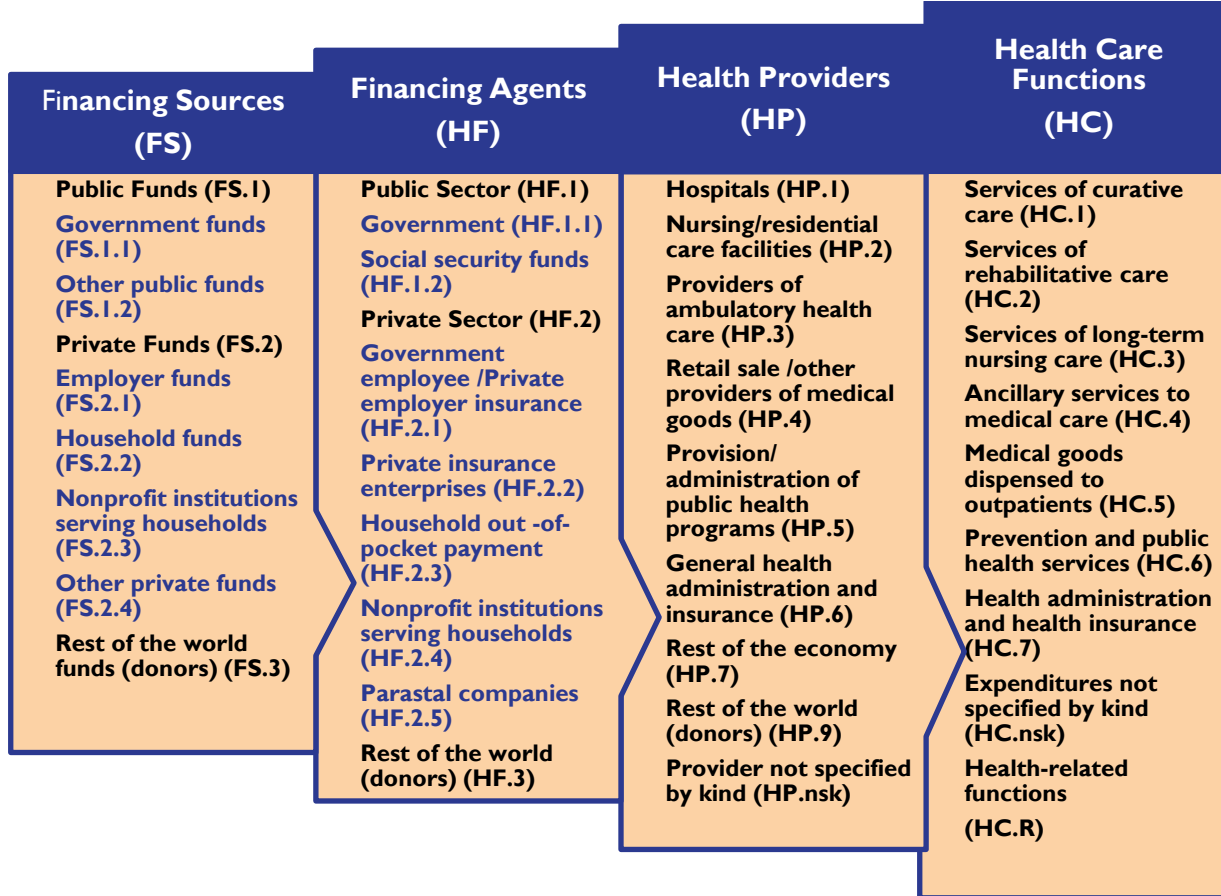 Financing Sources
(FS)
Public Funds (FS.1)
Government funds
(FS.1.1)
Other public funds
(FS.1.2)
Private Funds (FS.2)
Employer funds
(FS.2.1)
Household funds
(FS.2.2)
Nonprofit institutions
serving households
(FS.2.3)
Other private funds
(FS.2.4)
Rest of the world
funds (donors) (FS.3)
Financing Agents
(HF)
Public Sector (HF.1)
Government (HF.1.1)
Social security funds
(HF.1.2)
Private Sector (HF.2)
Government
employee /Private
employer insurance
(HF.2.1)
Private insurance
enterprises (HF.2.2)
Household out -of-
pocket payment
(HF.2.3)
Nonprofit institutions
serving households
(HF.2.4)
Parastal companies
(HF.2.5)
Rest of the world
(donors) (HF.3)
Health Providers
(HP)
Hospitals (HP.1)
Nursing/residential
care facilities (HP.2)
Providers of
ambulatory health
care (HP.3)
Retail sale /other
providers of medical
goods (HP.4)
Provision/
administration of
public health
programs (HP.5)
General health
administration and
insurance (HP.6)
Rest of the economy
(HP.7)
Rest of the world
(donors) (HP.9)
Provider not specified
by kind (HP.nsk)
Health Care
Functions
(HC)
Services of curative
care (HC.1)
Services of
rehabilitative care
(HC.2)
Services of long-term
nursing care (HC.3)
Ancillary services to
medical care (HC.4)
Medical goods
dispensed to
outpatients (HC.5)
Prevention and public
health services (HC.6)
Health administration
and health insurance
(HC.7)
Expenditures not
specified by kind
(HC.nsk)
Health-related
functions
(HC.R)